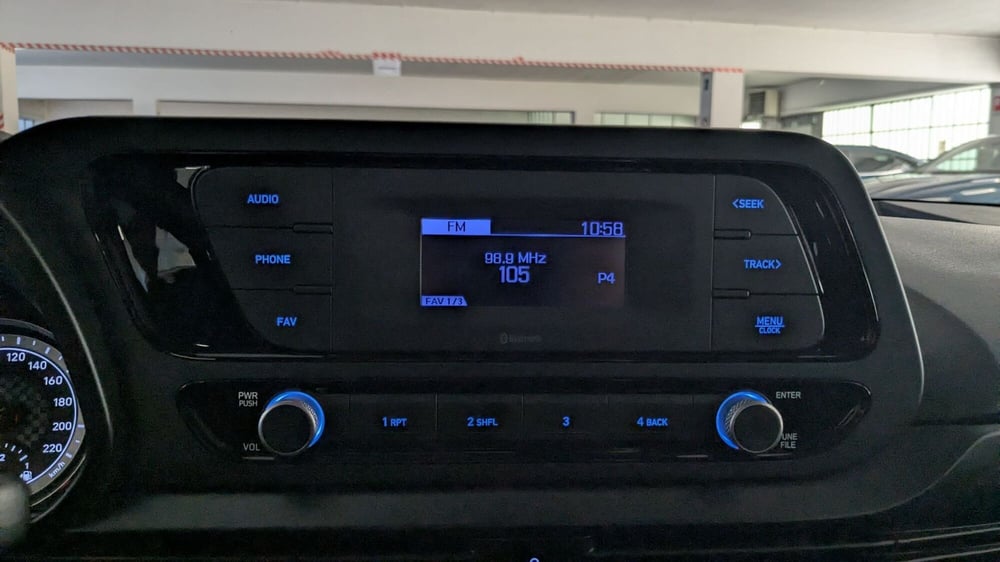 AUDIO
PHONE
FAV
FM 10:58
98.9 MHz
105
P4
FAV 1/3
<SEEK
TRACK>
MENU
CLOCK
Bluetooth
PWR
PUSH
VOL
1 RPT
2 SHFL
3
4 BACK
ENTER
FILE
120
140
160
180
200
220
km/h
1